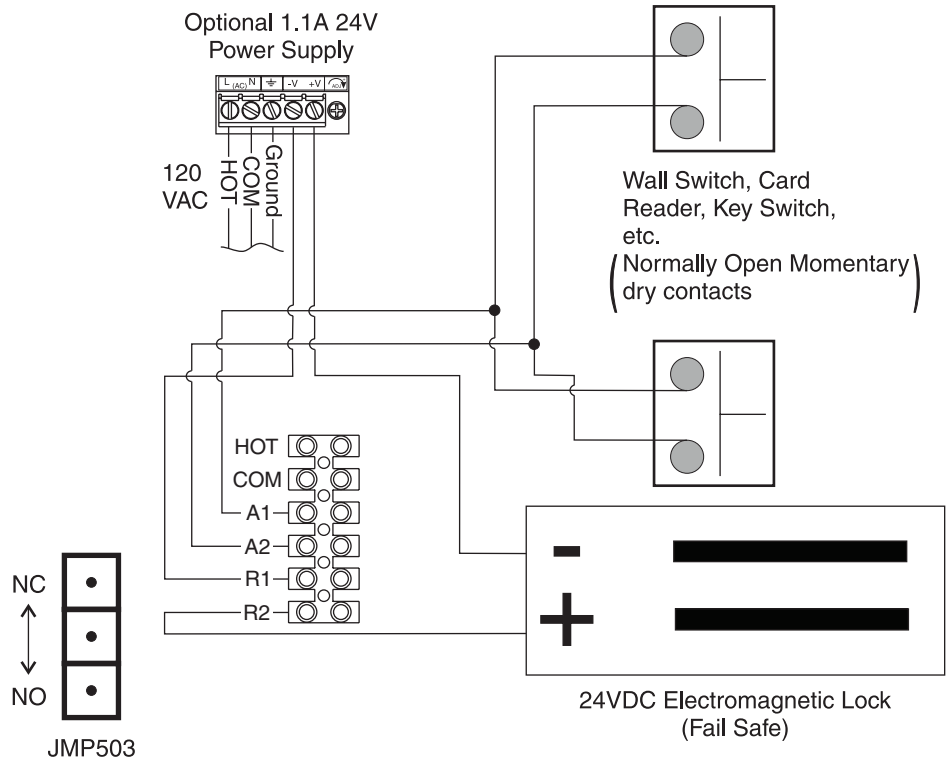 Optional 1.1A 24V
Power Supply
L (AC) N -V +V ADJ
120
VAC
HOT
COM
Ground
Wall Switch, Card
Reader, Key Switch,
etc.
(Normally Open Momentary
dry contacts)
HOT
COM
A1
A2
R1
R2
NC
NO
JMP503
- 
+
24VDC Electromagnetic Lock
(Fail Safe)